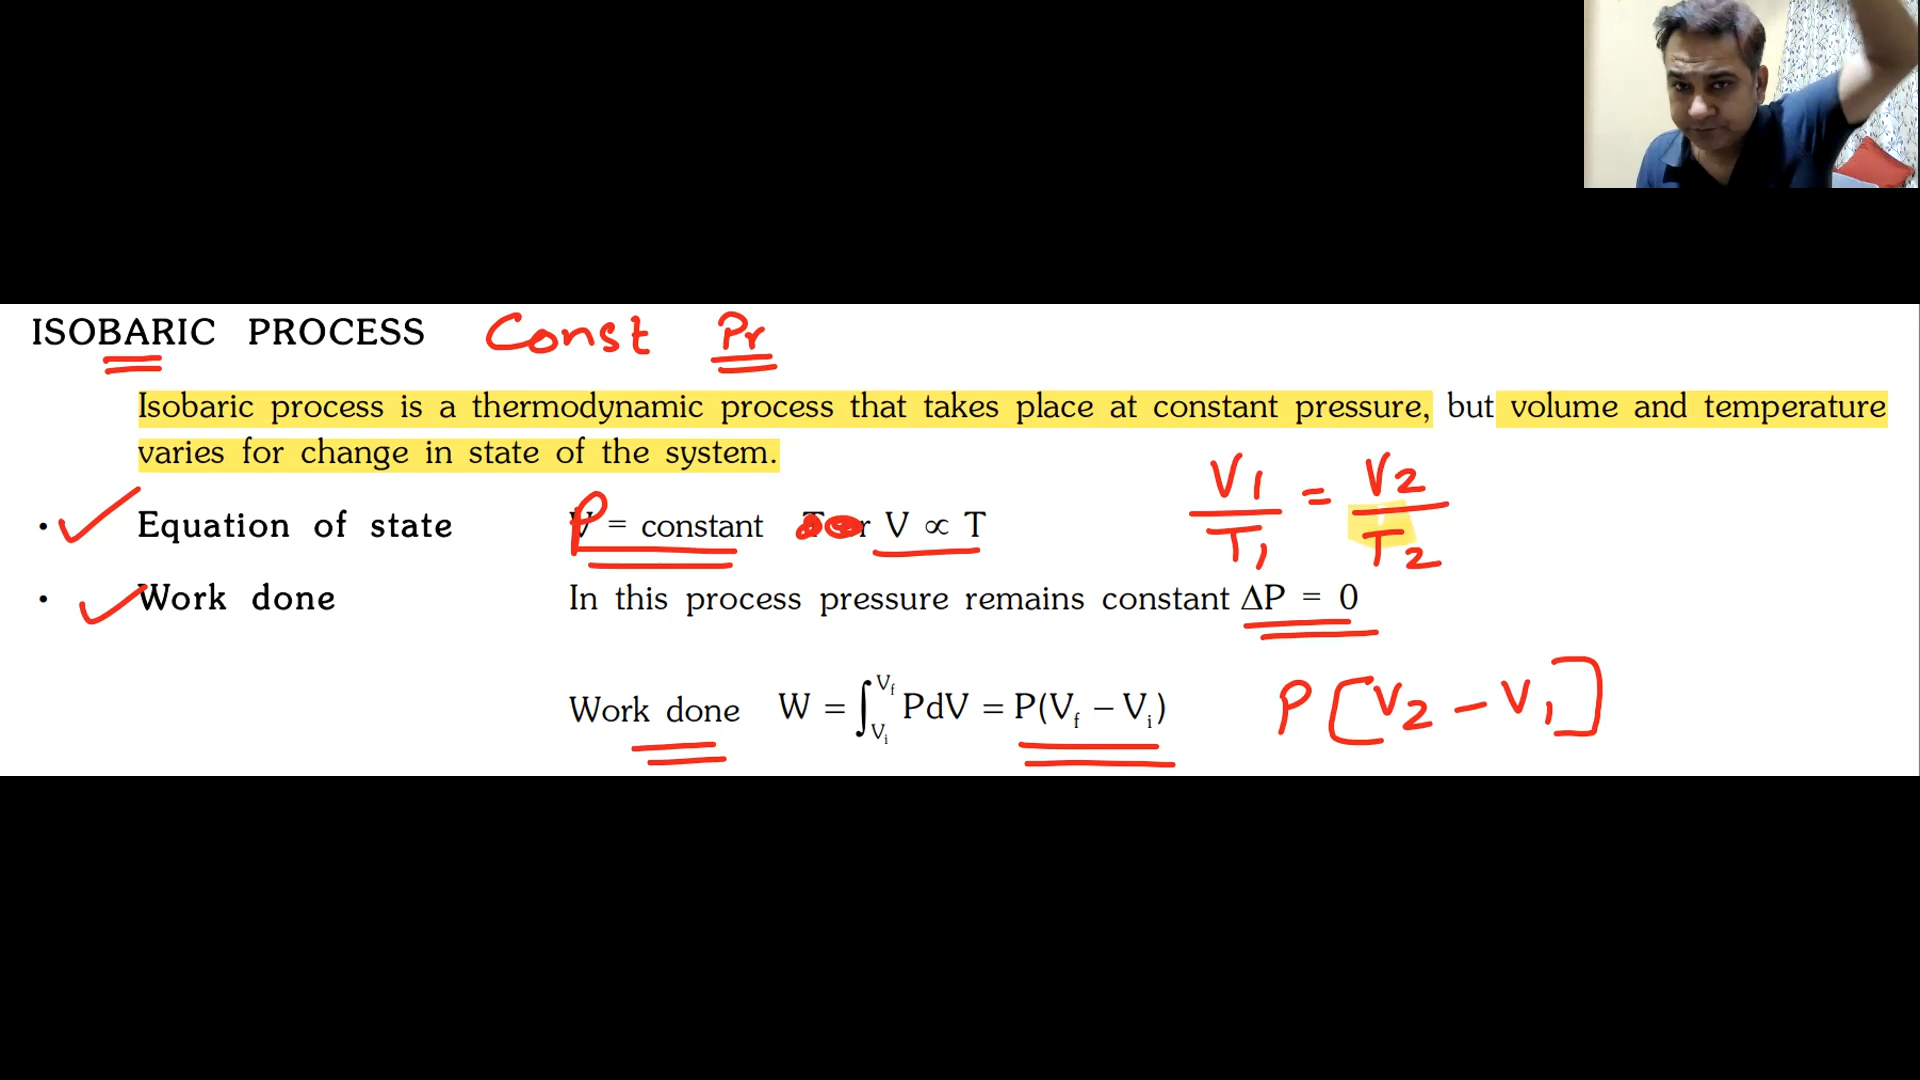 ISOBARIC PROCESS Const Pr
Isobaric process is a thermodynamic process that takes place at constant pressure, but volume and temperature
varies for change in state of the system.
• Equation of state P = constant r V ∝ T V1/T1 = V2/T2
• Work done In this process pressure remains constant ΔP = 0
Work done W = ∫ViVf PdV = P(Vf − Vi) P[V2 − V1]